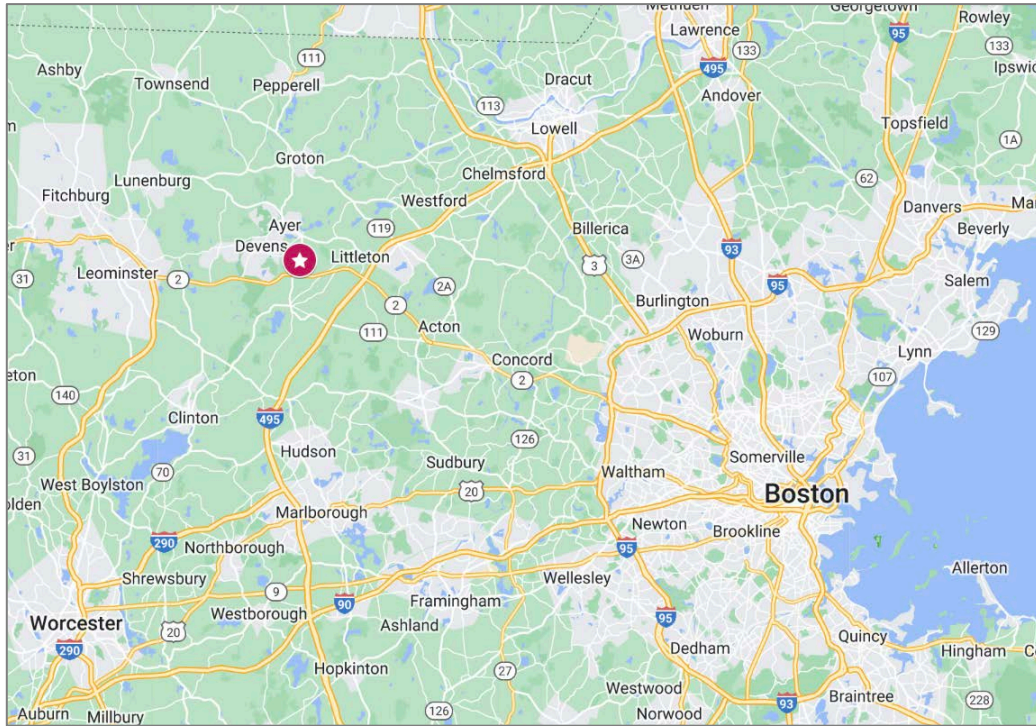 Methuen
Georgetown
Rowley
95
Lawrence
133
111
133
Ashby
Townsend
Pepperell
Dracut
495
Andover
Ipswic
113
Lowell
Topsfield
1A
Groton
Chelmsford
62
Lunenburg
Fitchburg
Westford
Danvers
Mar
Ayer
119
Billerica
Beverly
Devens
93
Littleton
3
3A
31
Leominster
2
2A
95
Salem
2
Burlington
111
Acton
Woburn
129
Concord
Lynn
2
107
140
Clinton
495
126
Somerville
31
Hudson
Sudbury
Waltham
70
West Boylston
20
Boston
olden
Marlborough
Newton
Brookline
290
Northborough
95
Shrewsbury
Wellesley
Allerton
9
90
Framingham
Westborough
95
Worcester
20
Ashland
Quincy
290
Dedham
Hingham
Hopkinton
27
Westwood
Auburn
Millbury
126
Norwood
93
Braintree
228